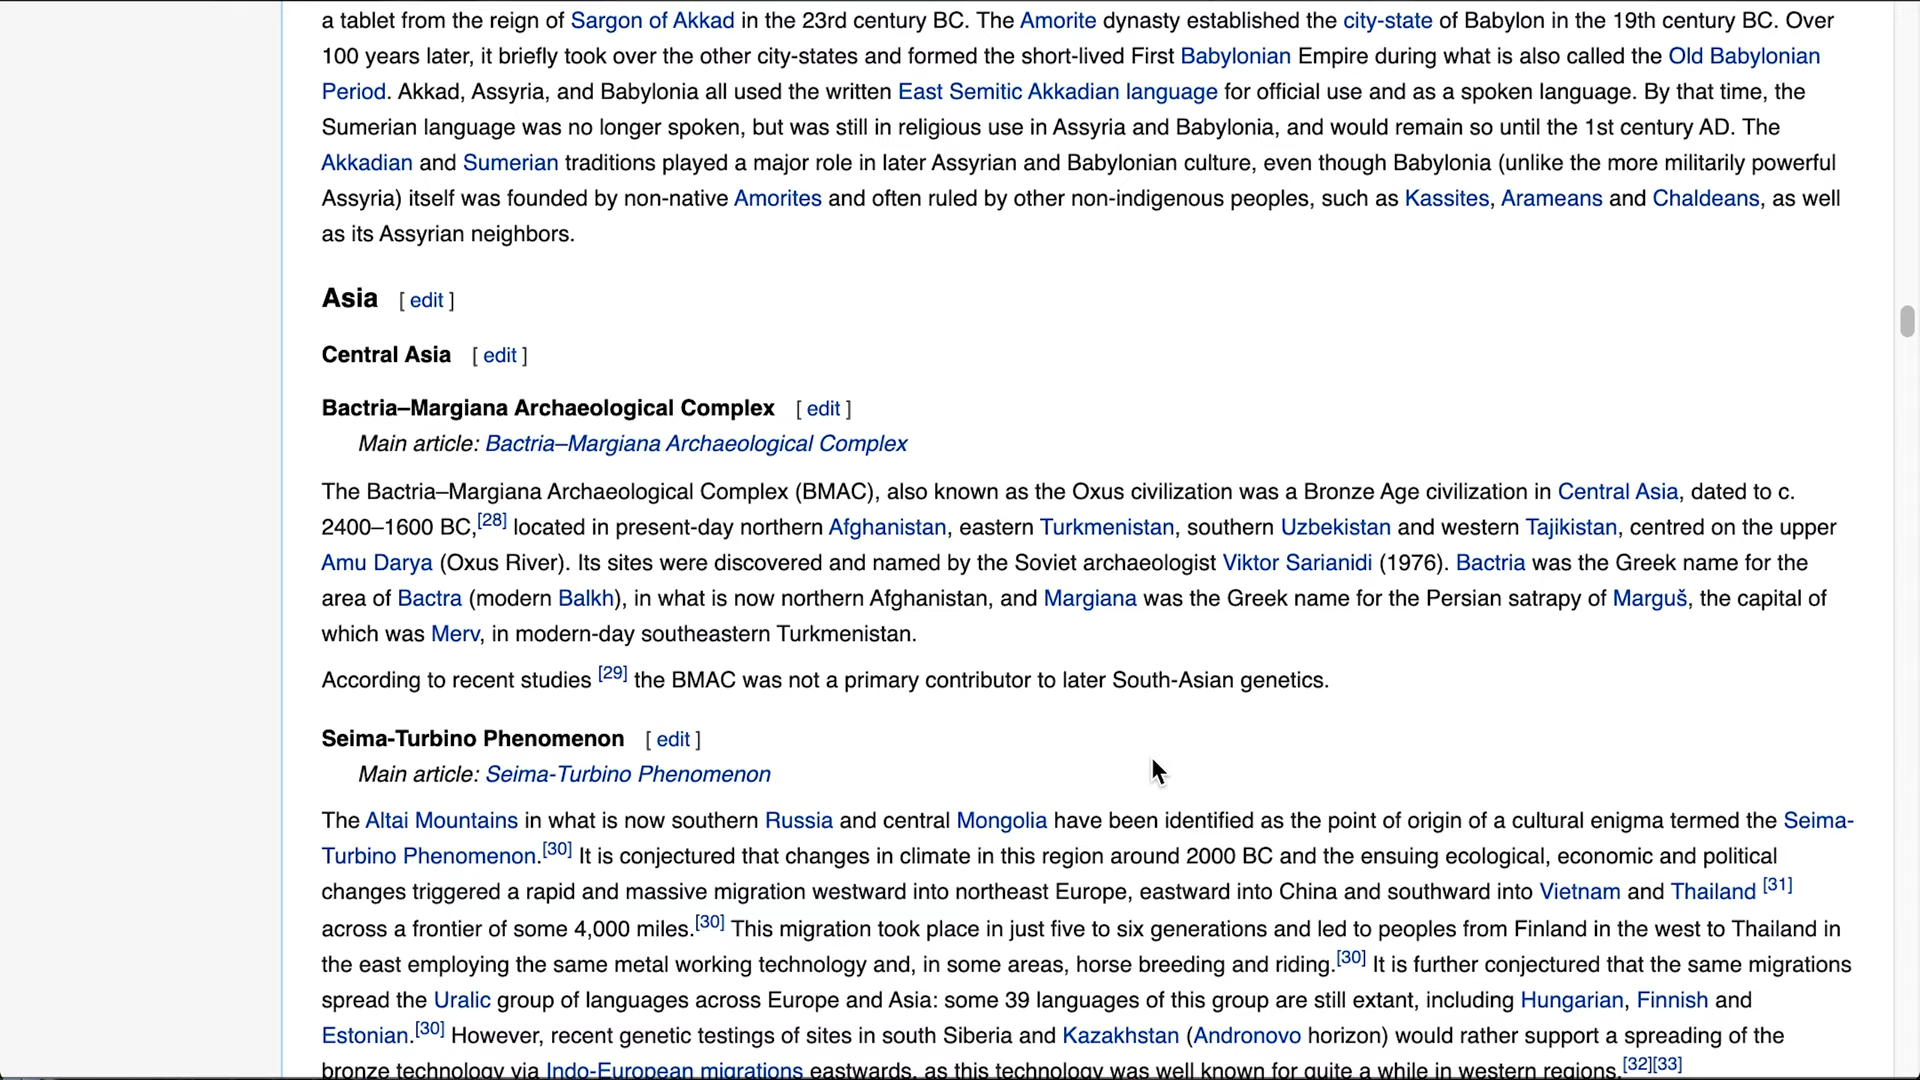 a tablet from the reign of Sargon of Akkad in the 23rd century BC. The Amorite dynasty established the city-state of Babylon in the 19th century BC. Over
100 years later, it briefly took over the other city-states and formed the short-lived First Babylonian Empire during what is also called the Old Babylonian
Period. Akkad, Assyria, and Babylonia all used the written East Semitic Akkadian language for official use and as a spoken language. By that time, the
Sumerian language was no longer spoken, but was still in religious use in Assyria and Babylonia, and would remain so until the 1st century AD. The
Akkadian and Sumerian traditions played a major role in later Assyrian and Babylonian culture, even though Babylonia (unlike the more militarily powerful
Assyria) itself was founded by non-native Amorites and often ruled by other non-indigenous peoples, such as Kassites, Arameans and Chaldeans, as well
as its Assyrian neighbors.
Asia [ edit ]
Central Asia [ edit ]
Bactria–Margiana Archaeological Complex [ edit ]
Main article: Bactria–Margiana Archaeological Complex
The Bactria–Margiana Archaeological Complex (BMAC), also known as the Oxus civilization was a Bronze Age civilization in Central Asia, dated to c.
2400–1600 BC,[28] located in present-day northern Afghanistan, eastern Turkmenistan, southern Uzbekistan and western Tajikistan, centred on the upper
Amu Darya (Oxus River). Its sites were discovered and named by the Soviet archaeologist Viktor Sarianidi (1976). Bactria was the Greek name for the
area of Bactra (modern Balkh), in what is now northern Afghanistan, and Margiana was the Greek name for the Persian satrapy of Marguš, the capital of
which was Merv, in modern-day southeastern Turkmenistan.
According to recent studies [29] the BMAC was not a primary contributor to later South-Asian genetics.
Seima-Turbino Phenomenon [ edit ]
Main article: Seima-Turbino Phenomenon
The Altai Mountains in what is now southern Russia and central Mongolia have been identified as the point of origin of a cultural enigma termed the Seima-
Turbino Phenomenon.[30] It is conjectured that changes in climate in this region around 2000 BC and the ensuing ecological, economic and political
changes triggered a rapid and massive migration westward into northeast Europe, eastward into China and southward into Vietnam and Thailand [31]
across a frontier of some 4,000 miles.[30] This migration took place in just five to six generations and led to peoples from Finland in the west to Thailand in
the east employing the same metal working technology and, in some areas, horse breeding and riding.[30] It is further conjectured that the same migrations
spread the Uralic group of languages across Europe and Asia: some 39 languages of this group are still extant, including Hungarian, Finnish and
Estonian.[30] However, recent genetic testings of sites in south Siberia and Kazakhstan (Andronovo horizon) would rather support a spreading of the
bronze technology via Indo-European migrations eastwards, as this technology was well known for quite a while in western regions.[32][33]